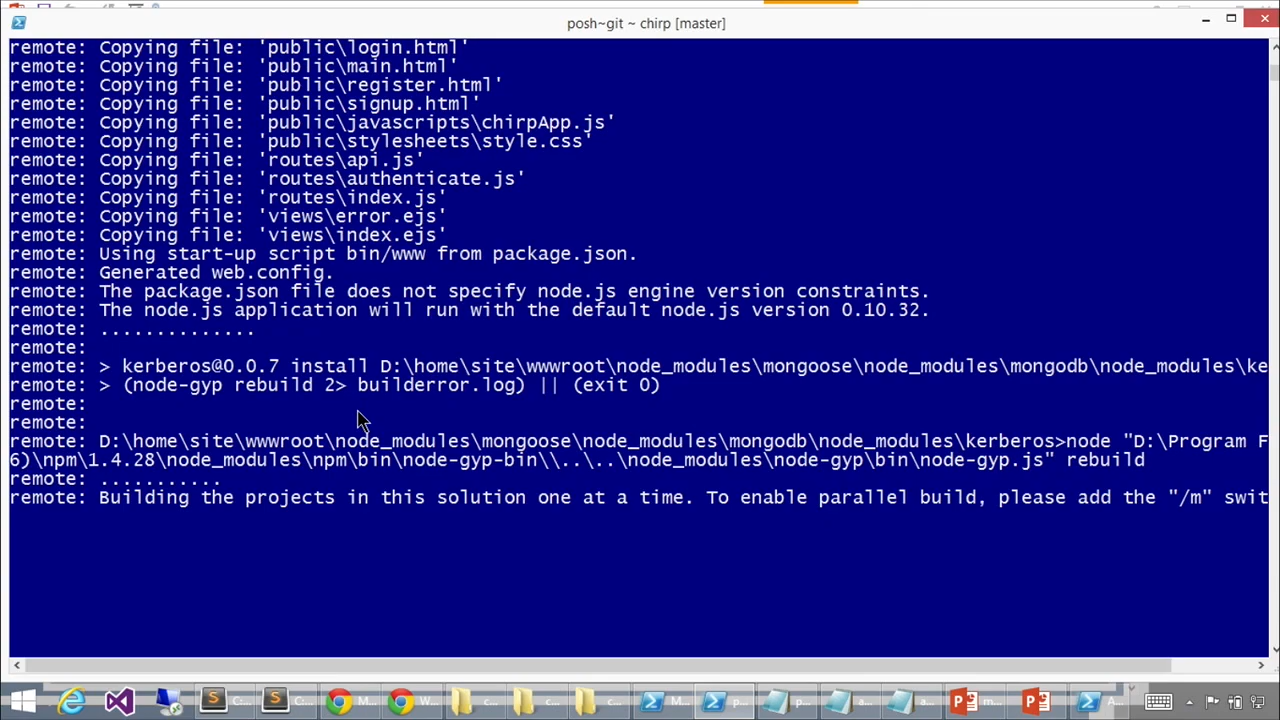 posh~git ~ chirp [master]
remote: Copying file: 'public\login.html'
remote: Copying file: 'public\main.html'
remote: Copying file: 'public\register.html'
remote: Copying file: 'public\signup.html'
remote: Copying file: 'public\javascripts\chirpApp.js'
remote: Copying file: 'public\stylesheets\style.css'
remote: Copying file: 'routes\api.js'
remote: Copying file: 'routes\authenticate.js'
remote: Copying file: 'routes\index.js'
remote: Copying file: 'views\error.ejs'
remote: Copying file: 'views\index.ejs'
remote: Using start-up script bin/www from package.json.
remote: Generated web.config.
remote: The package.json file does not specify node.js engine version constraints.
remote: The node.js application will run with the default node.js version 0.10.32.
remote: ..............
remote:
remote: > kerberos@0.0.7 install D:\home\site\wwwroot\node_modules\mongoose\node_modules\mongodb\node_modules\ke
remote: > (node-gyp rebuild 2> builderror.log) || (exit 0)
remote:
remote:
remote: D:\home\site\wwwroot\node_modules\mongoose\node_modules\mongodb\node_modules\kerberos>node "D:\Program F
6)\npm\1.4.28\node_modules\npm\bin\node-gyp-bin\\..\..\node_modules\node-gyp\bin\node-gyp.js" rebuild
remote: ...........
remote: Building the projects in this solution one at a time. To enable parallel build, please add the "/m" swit
C... C... M... W... c... c... c... M... p... p... a... a... m... A...